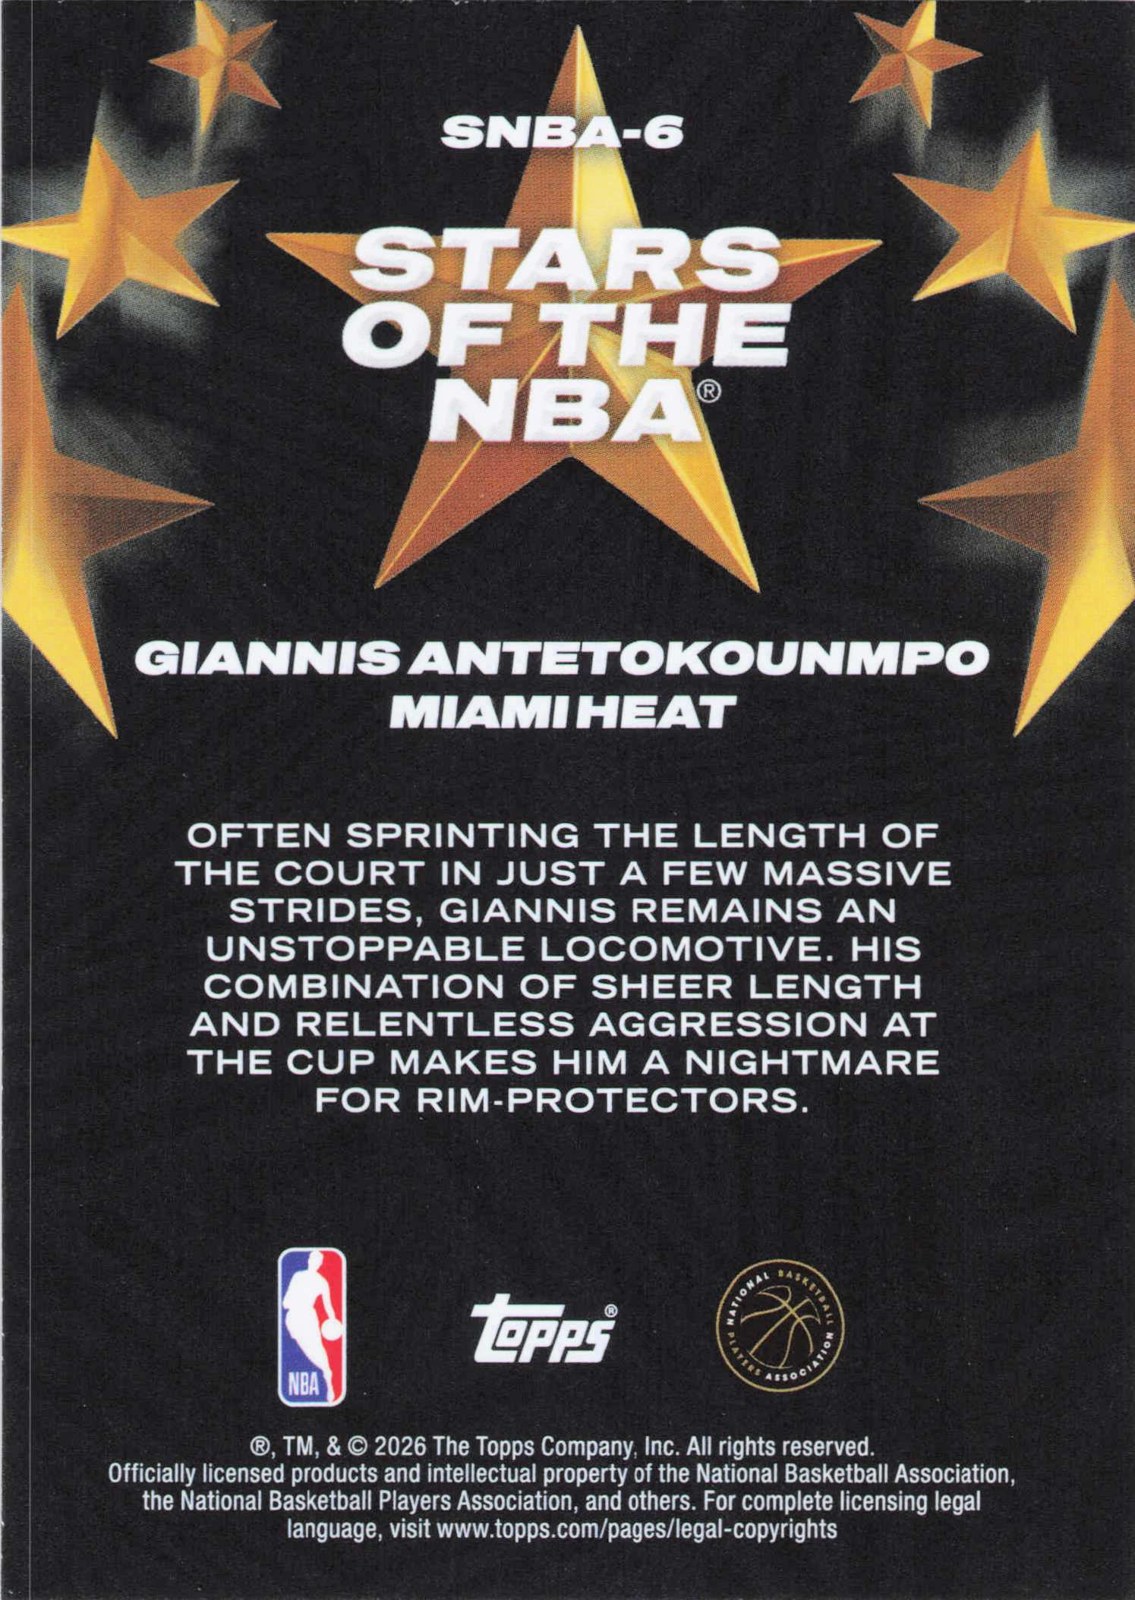 SNBA-6
STARS
OF THE
NBA®
GIANNIS ANTETOKOUNMPO
MIAMI HEAT
OFTEN SPRINTING THE LENGTH OF
THE COURT IN JUST A FEW MASSIVE
STRIDES, GIANNIS REMAINS AN
UNSTOPPABLE LOCOMOTIVE. HIS
COMBINATION OF SHEER LENGTH
AND RELENTLESS AGGRESSION AT
THE CUP MAKES HIM A NIGHTMARE
FOR RIM-PROTECTORS.
NBA
Topps®
NATIONAL BASKETBALL PLAYERS ASSOCIATION
®, TM, & © 2026 The Topps Company, Inc. All rights reserved.
Officially licensed products and intellectual property of the National Basketball Association,
the National Basketball Players Association, and others. For complete licensing legal
language, visit www.topps.com/pages/legal-copyrights